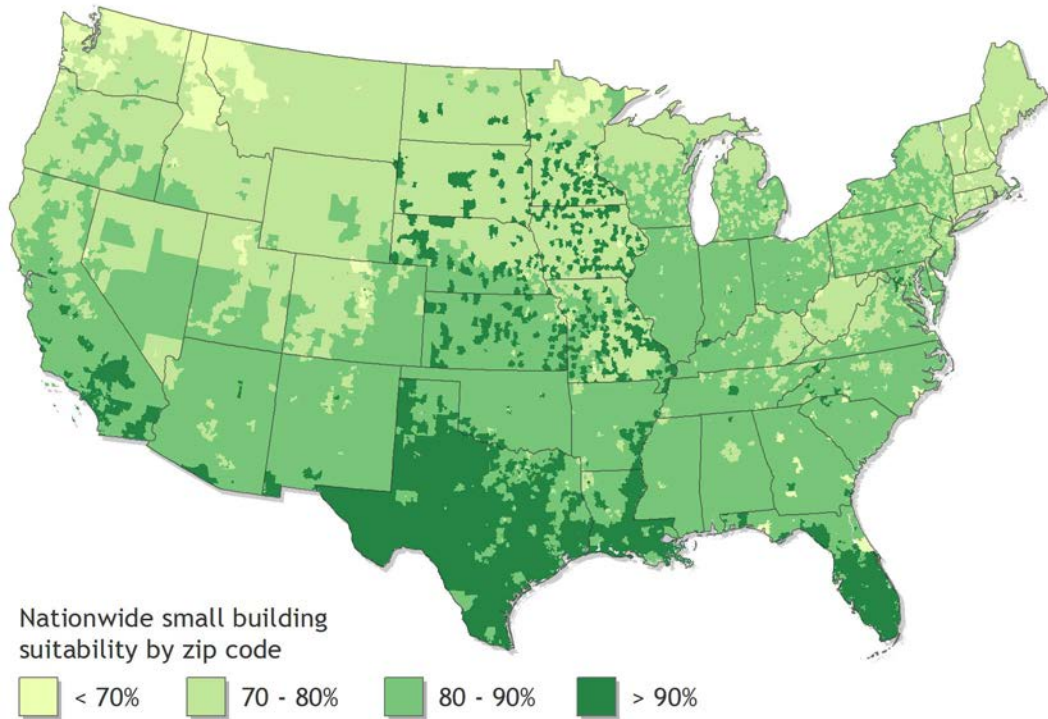 Nationwide small building
suitability by zip code
< 70%
70 - 80%
80 - 90%
> 90%